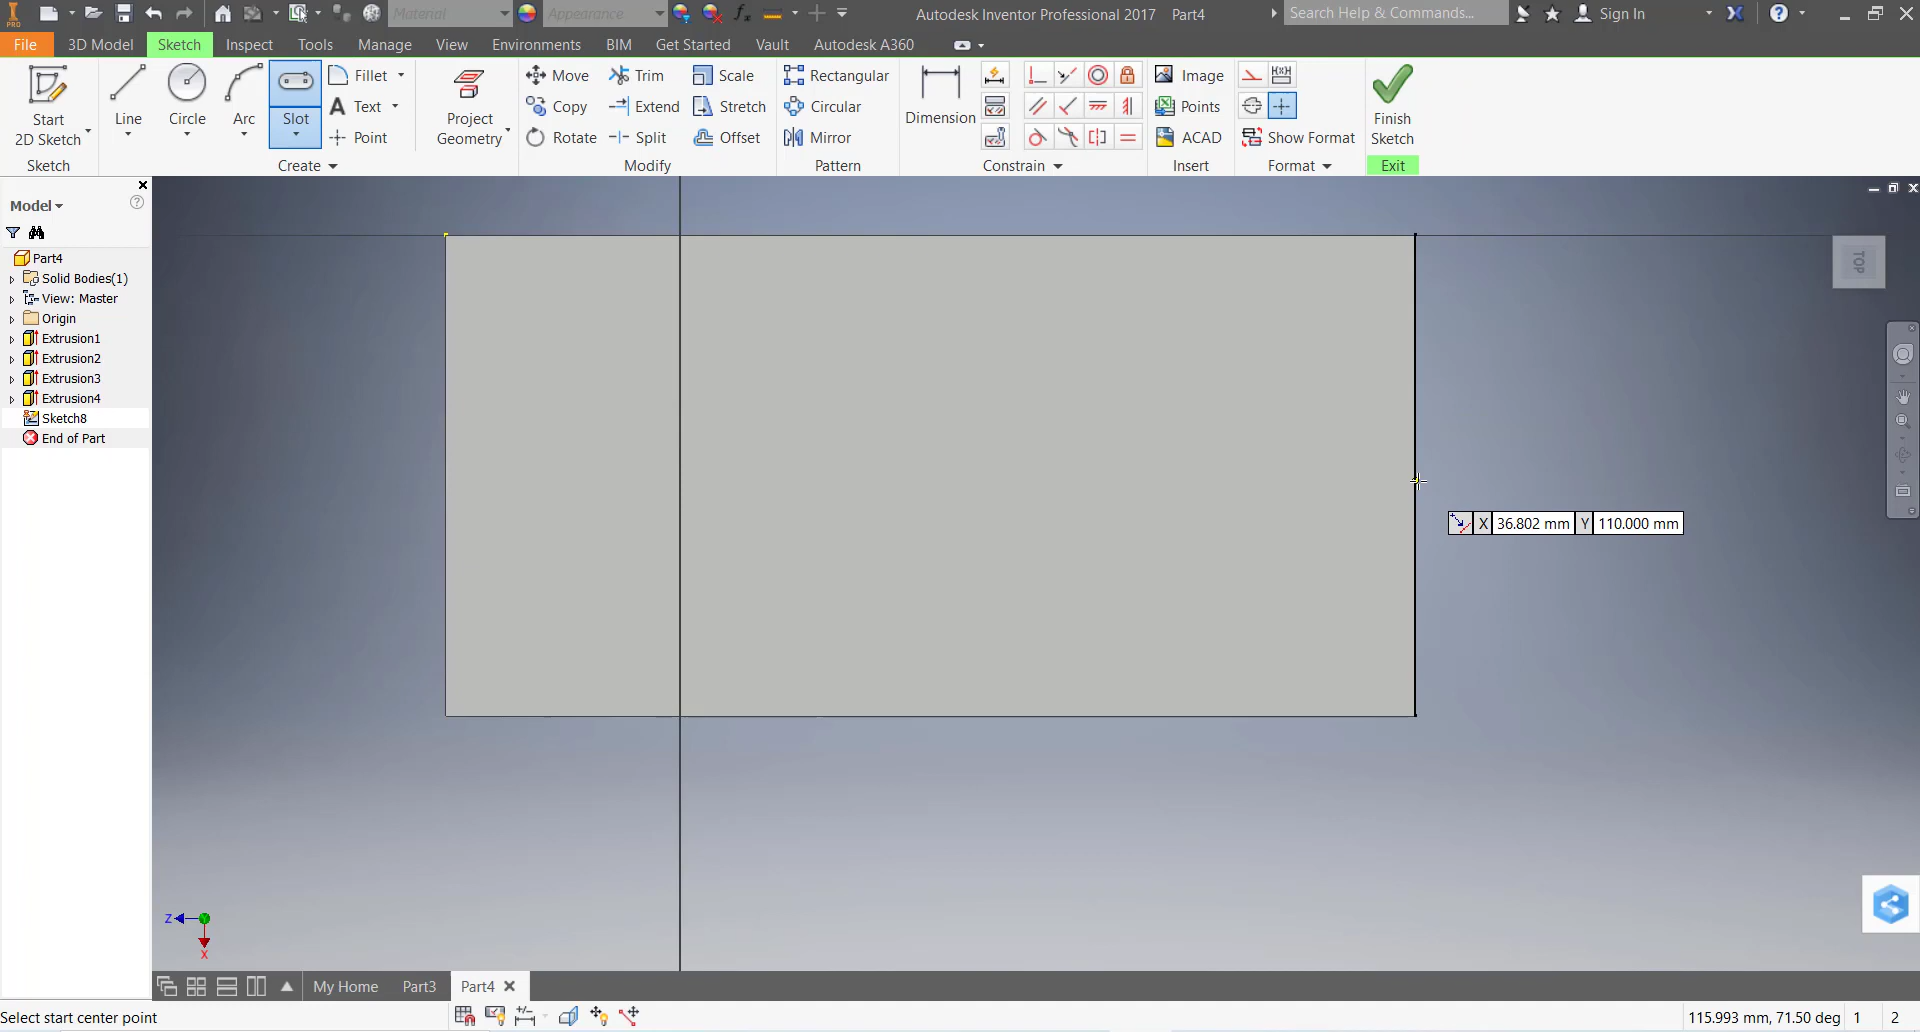 PRO
Material
Appearance
Autodesk Inventor Professional 2017 Part4
Search Help & Commands...
Sign In
File 3D Model Sketch Inspect Tools Manage View Environments BIM Get Started Vault Autodesk A360
Start
2D Sketch
Line
Circle
Arc
Slot
Fillet
Text
Point
Project
Geometry
Move
Copy
Rotate
Trim
Extend
Split
Scale
Stretch
Offset
Rectangular
Circular
Mirror
Dimension
Image
Points
ACAD
Show Format
Finish
Sketch
Sketch Create Modify Pattern Constrain Insert Format Exit
Model
Part4
Solid Bodies(1)
View: Master
Origin
Extrusion1
Extrusion2
Extrusion3
Extrusion4
Sketch8
End of Part
TOP
X 36.802 mm Y 110.000 mm
Z
X
My Home Part3 Part4
Select start center point
115.993 mm, 71.50 deg 1 2